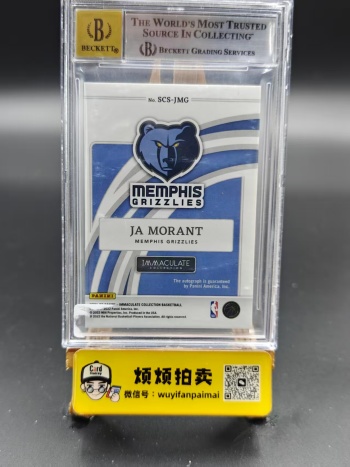 THE WORLD'S MOST TRUSTED
SOURCE IN COLLECTING
B
BECKETT
B
BECKETT GRADING SERVICES
No. SCS-JMG
MEMPHIS
GRIZZLIES
JA MORANT
MEMPHIS GRIZZLIES
IMMACULATE
COLLECTION
The autograph is guaranteed
by Panini America, Inc.
PANINI
IMMACULATE COLLECTION BASKETBALL
Card
烦烦拍卖
微信号：wuyifanpaimai